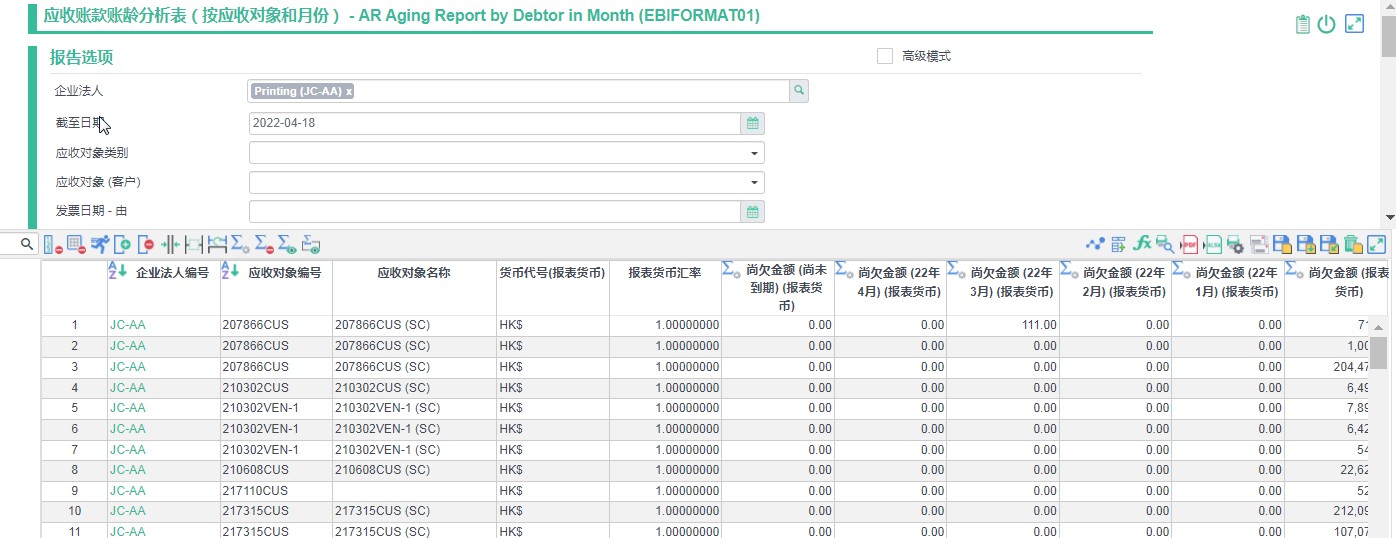 应收账款账龄分析表（按应收对象和月份） - AR Aging Report by Debtor in Month (EBIFORMAT01)
报告选项
高级模式
企业法人 Printing (JC-AA) x
截至日期 2022-04-18
应收对象类别
应收对象 (客户)
发票日期 - 由
企业法人编号 应收对象编号 应收对象名称 货币代号(报表货币) 报表货币汇率 尚欠金额 (尚未到期) (报表货币) 尚欠金额 (22年4月) (报表货币) 尚欠金额 (22年3月) (报表货币) 尚欠金额 (22年2月) (报表货币) 尚欠金额 (22年1月) (报表货币) 尚欠金额 (报表货币)
1 JC-AA 207866CUS 207866CUS (SC) HK$ 1.00000000 0.00 0.00 111.00 0.00 0.00
2 JC-AA 207866CUS 207866CUS (SC) HK$ 1.00000000 0.00 0.00 0.00 0.00 0.00 1,00
3 JC-AA 207866CUS 207866CUS (SC) HK$ 1.00000000 0.00 0.00 0.00 0.00 0.00 204,47
4 JC-AA 210302CUS 210302CUS (SC) HK$ 1.00000000 0.00 0.00 0.00 0.00 0.00 6,49
5 JC-AA 210302VEN-1 210302VEN-1 (SC) HK$ 1.00000000 0.00 0.00 0.00 0.00 0.00 7,89
6 JC-AA 210302VEN-1 210302VEN-1 (SC) HK$ 1.00000000 0.00 0.00 0.00 0.00 0.00 6,42
7 JC-AA 210302VEN-1 210302VEN-1 (SC) HK$ 1.00000000 0.00 0.00 0.00 0.00 0.00 54
8 JC-AA 210608CUS 210608CUS (SC) HK$ 1.00000000 0.00 0.00 0.00 0.00 0.00 22,62
9 JC-AA 217110CUS HK$ 1.00000000 0.00 0.00 0.00 0.00 0.00 52
10 JC-AA 217315CUS 217315CUS (SC) HK$ 1.00000000 0.00 0.00 0.00 0.00 0.00 212,09
11 JC-AA 217315CUS 217315CUS (SC) HK$ 1.00000000 0.00 0.00 0.00 0.00 0.00 107,07